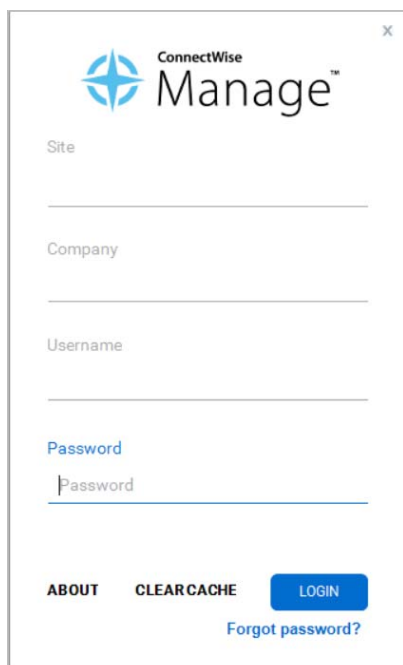 x
ConnectWise
Manage™
Site
Company
Username
Password
Password
ABOUT CLEAR CACHE LOGIN
Forgot password?